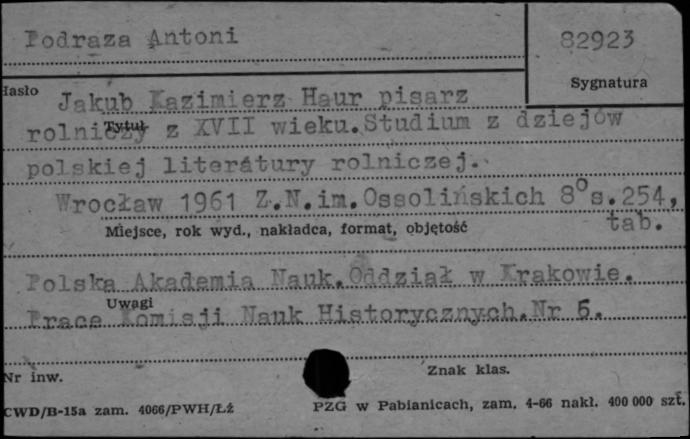 Podraza Antoni
82923
Hasło
Sygnatura
Jakub Kazimierz Haur pisarz
Tytuł
rolniczy z XVII wieku.Studium z dziejów
polskiej literatury rolniczej.
Wrocław 1961 Z.N.im.Ossolińskich 8° s.254,
tab.
Miejsce, rok wyd., nakładca, format, objętość
Polska Akademia Nauk.Oddział w Krakowie.
Uwagi
Prace Komisji Nauk Historycznych.Nr 5.
Nr inw.
Znak klas.
CWD/B-15a zam. 4066/PWH/Łź
PZG w Pabianicach, zam. 4-66 nakł. 400 000 szt.